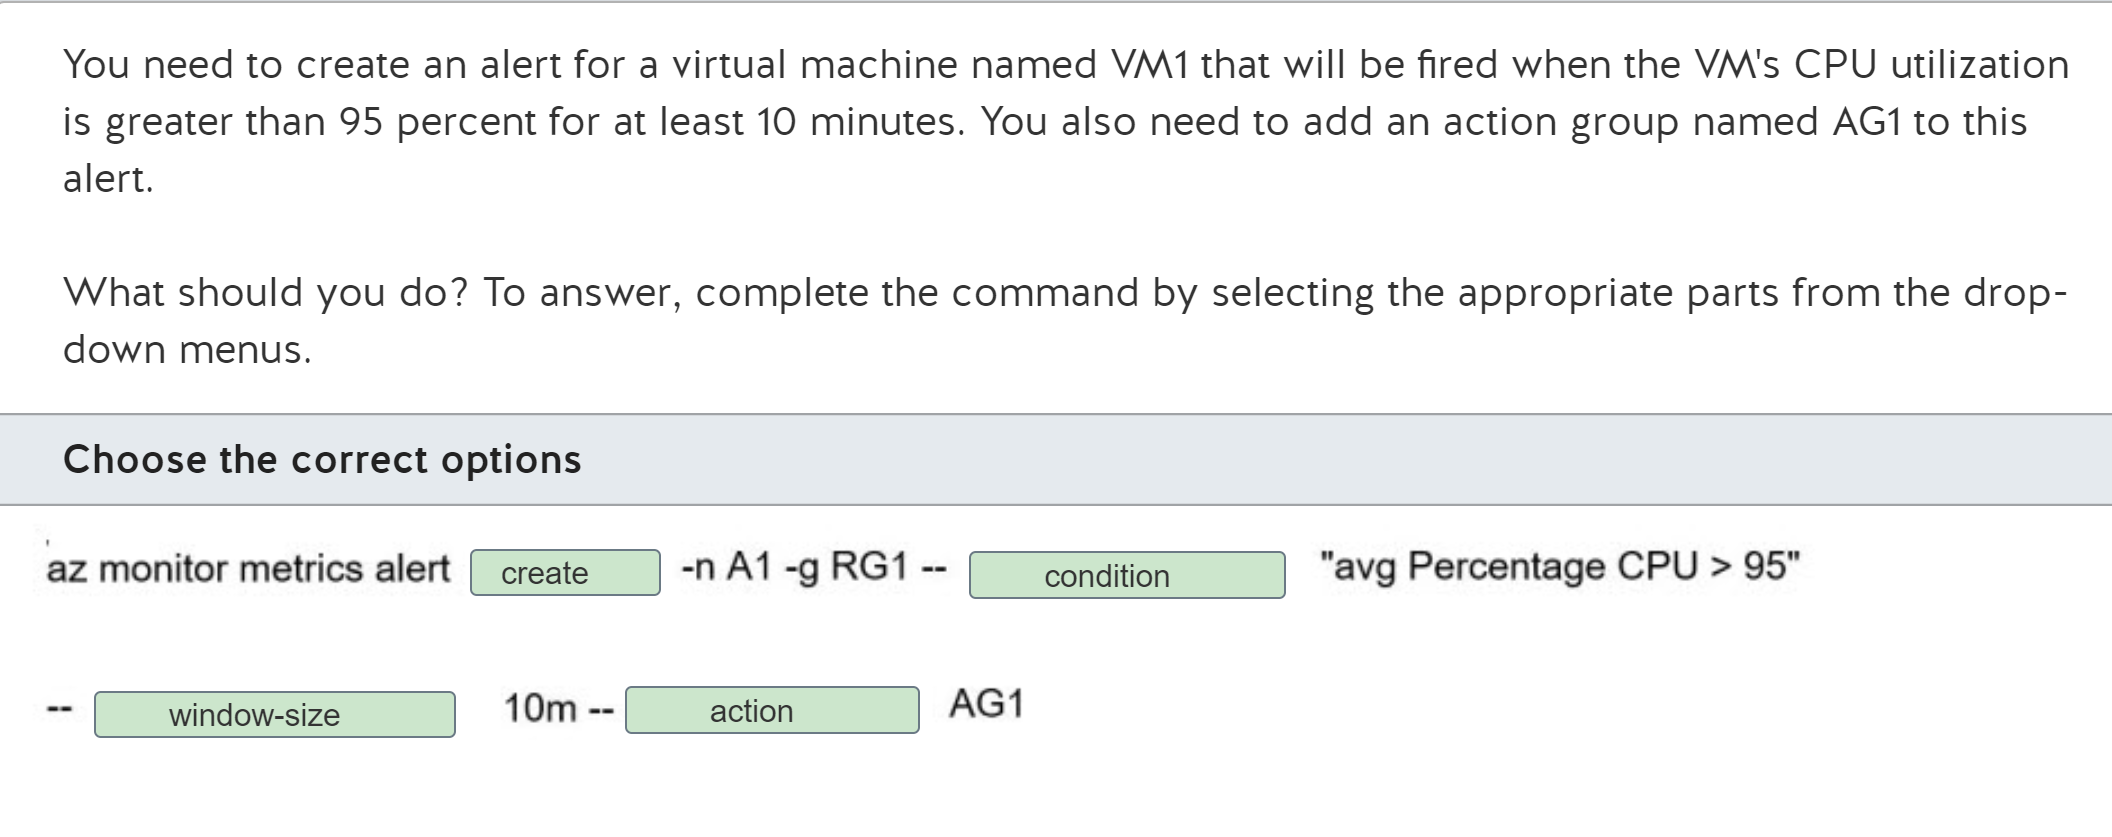 You need to create an alert for a virtual machine named VM1 that will be fired when the VM's CPU utilization
is greater than 95 percent for at least 10 minutes. You also need to add an action group named AG1 to this
alert.
What should you do? To answer, complete the command by selecting the appropriate parts from the drop-
down menus.
Choose the correct options
az monitor metrics alert create -n A1 -g RG1 -- condition "avg Percentage CPU > 95"
-- window-size 10m -- action AG1